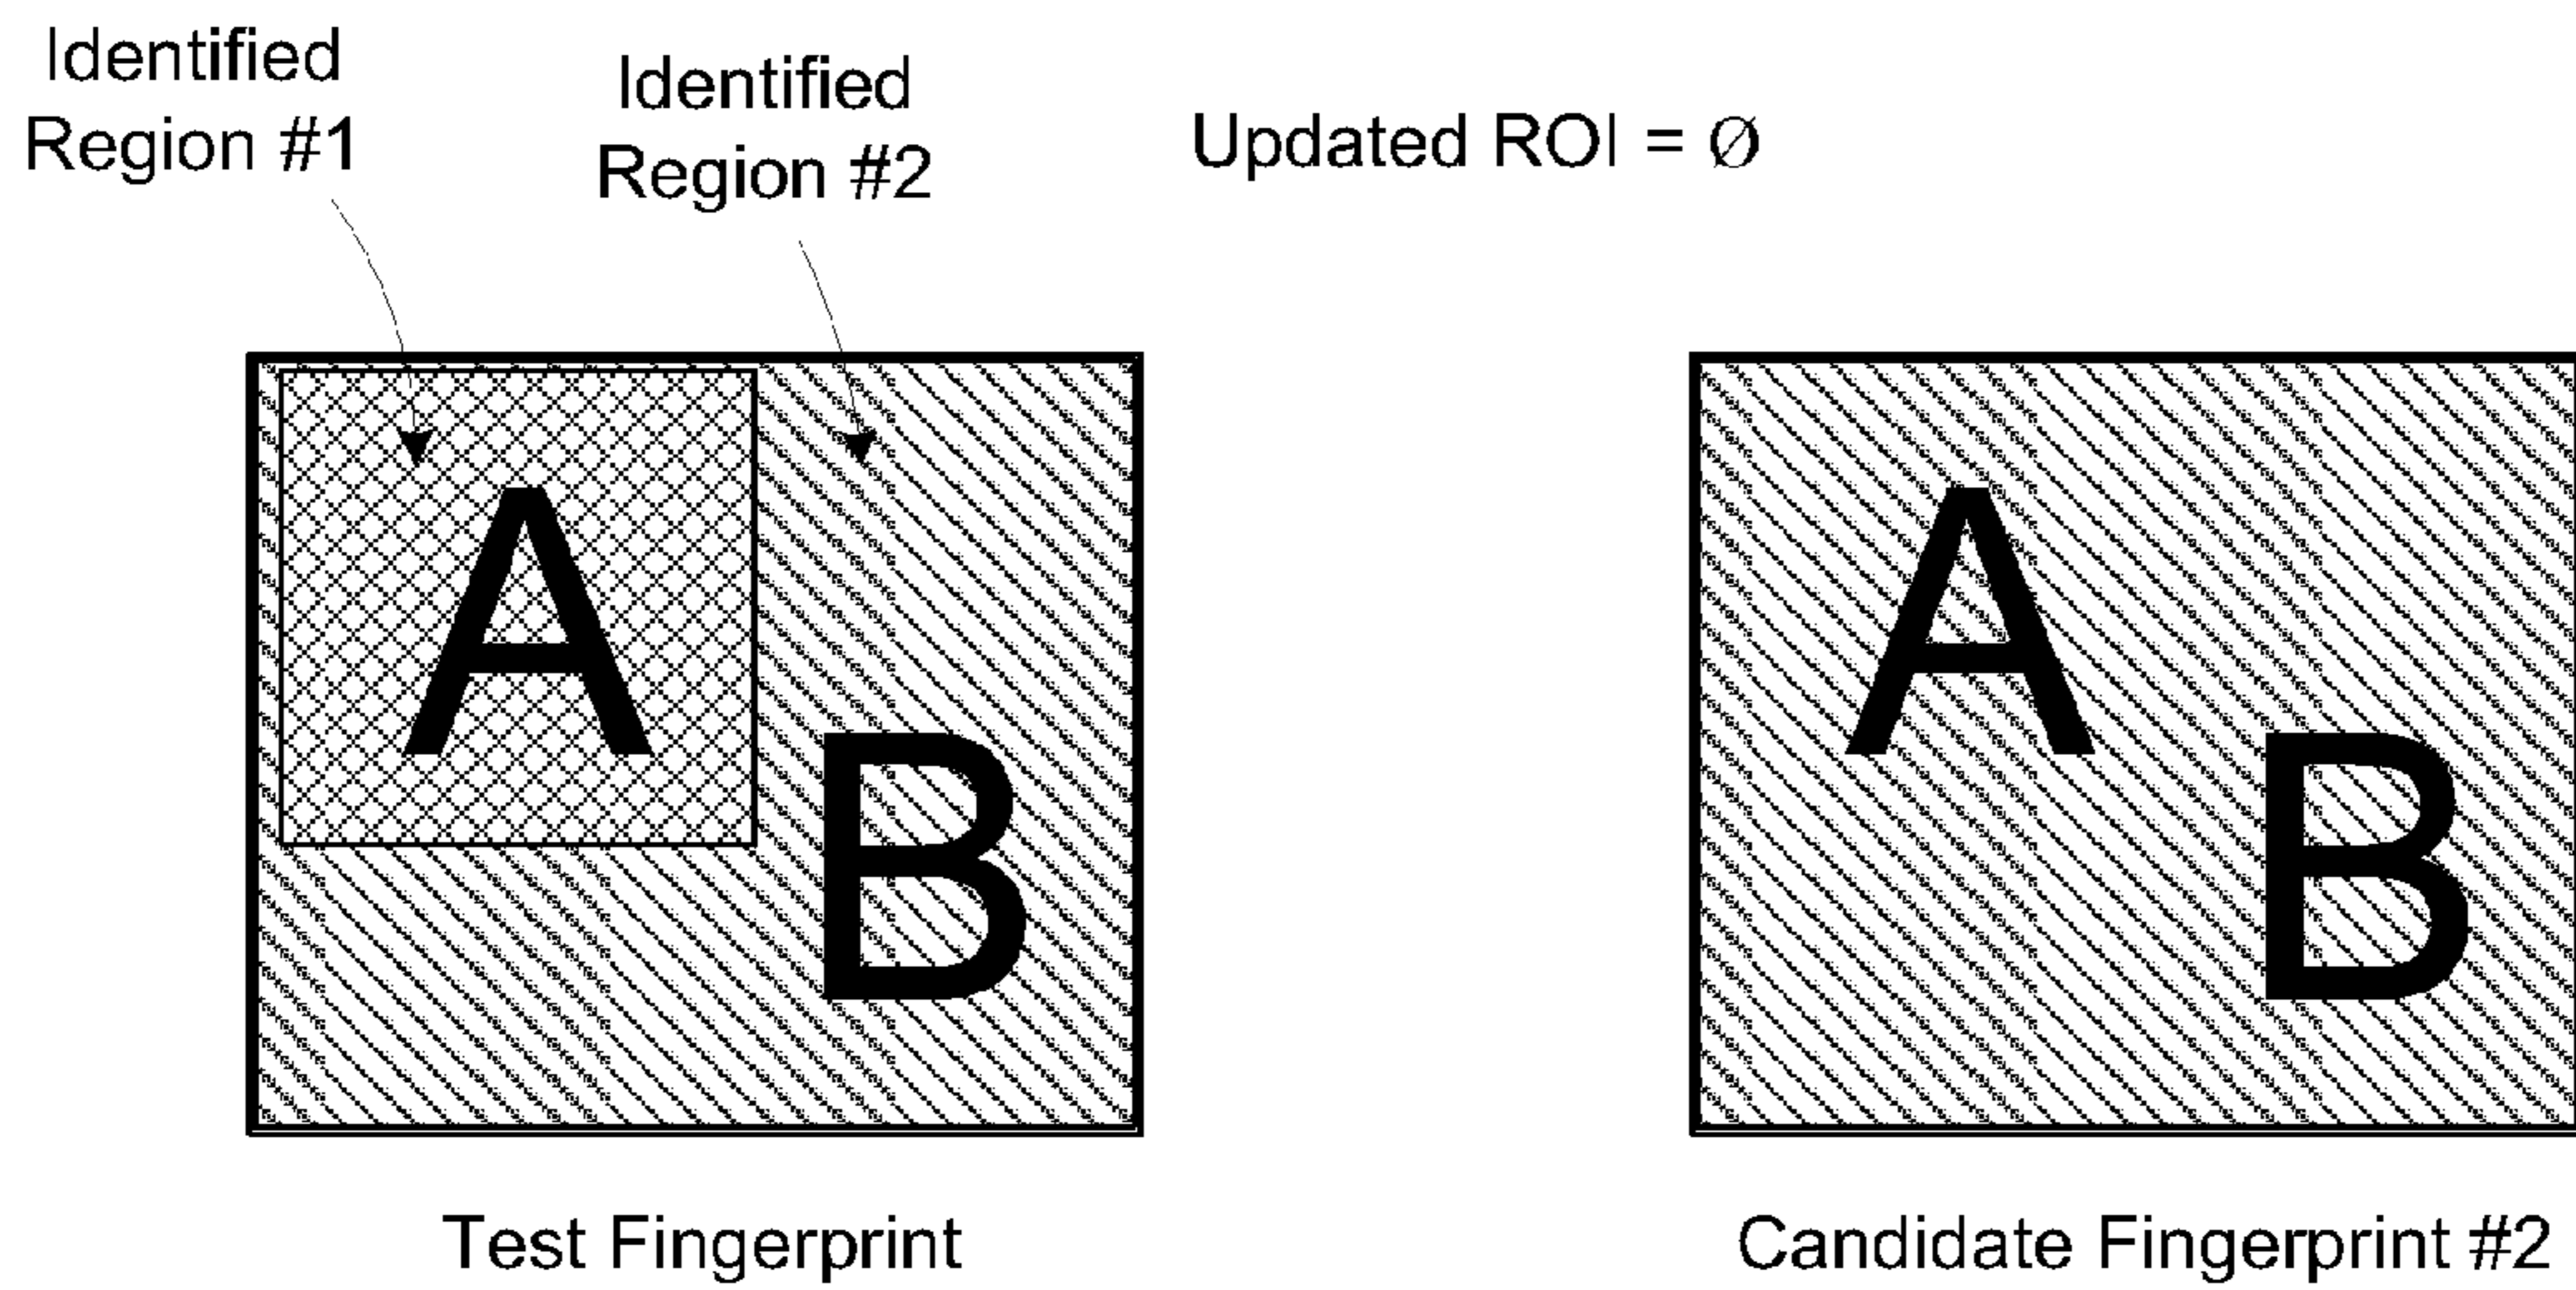 Identified
Region #1
Identified
Region #2
Updated ROI = Ø
A
B
A
B
Test Fingerprint
Candidate Fingerprint #2